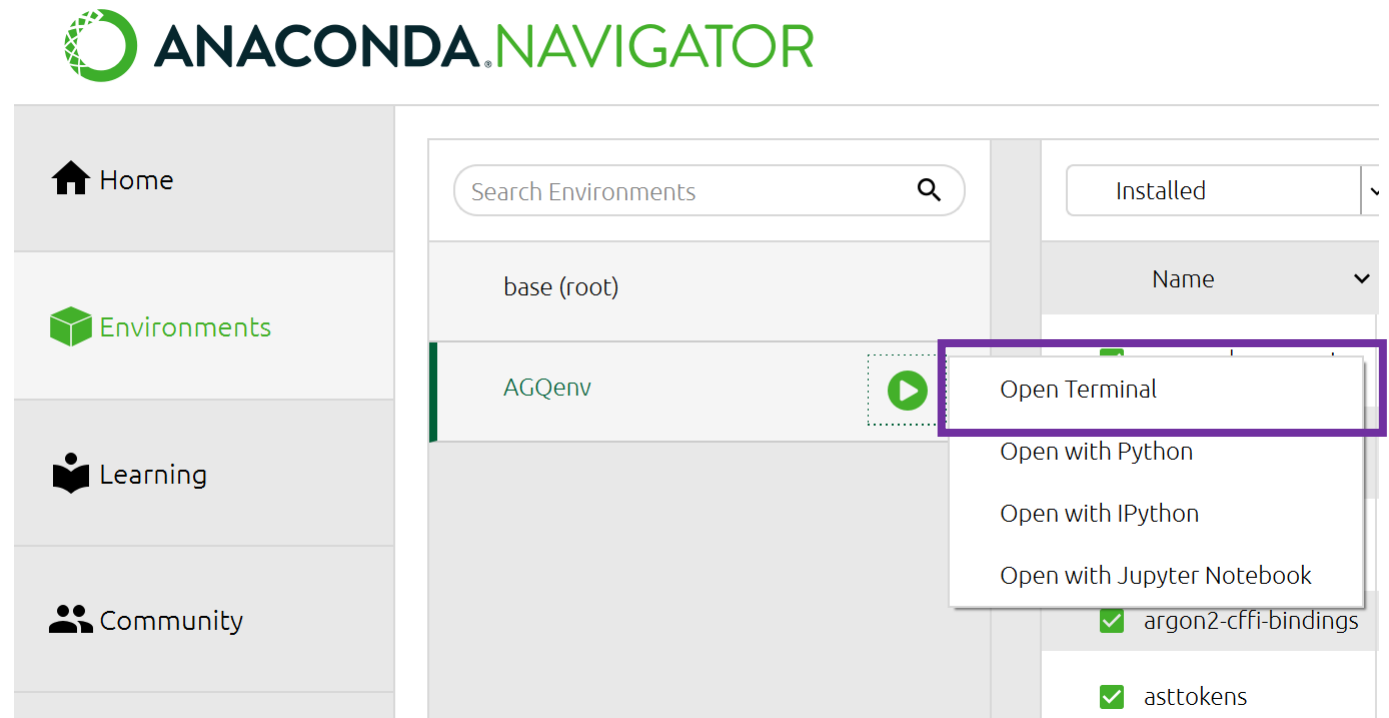 ANACONDA.NAVIGATOR
Home
Environments
Learning
Community
Search Environments
base (root)
AGQenv
Installed
Name
Open Terminal
Open with Python
Open with IPython
Open with Jupyter Notebook
argon2-cffi-bindings
asttokens